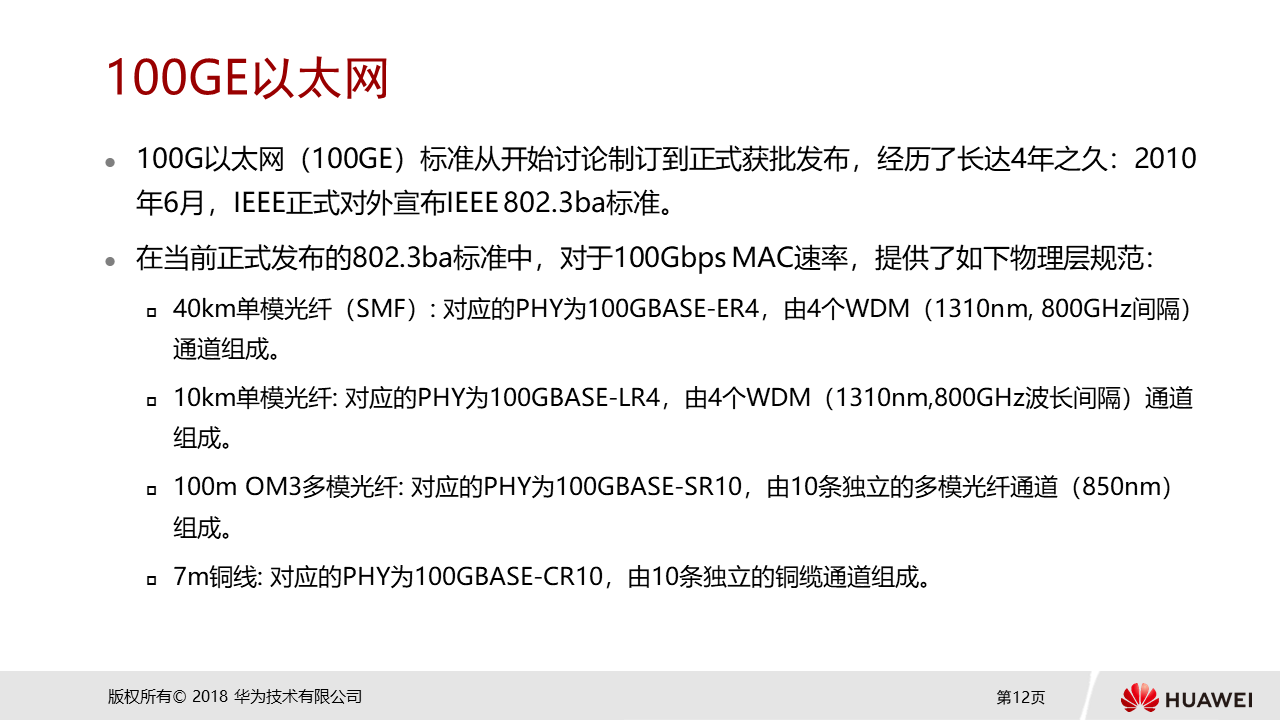 100GE以太网
● 100G以太网（100GE）标准从开始讨论制订到正式获批发布，经历了长达4年之久：2010
年6月，IEEE正式对外宣布IEEE 802.3ba标准。
● 在当前正式发布的802.3ba标准中，对于100Gbps MAC速率，提供了如下物理层规范：
▫ 40km单模光纤（SMF）: 对应的PHY为100GBASE-ER4，由4个WDM（1310nm, 800GHz间隔）
通道组成。
▫ 10km单模光纤: 对应的PHY为100GBASE-LR4，由4个WDM（1310nm,800GHz波长间隔）通道
组成。
▫ 100m OM3多模光纤: 对应的PHY为100GBASE-SR10，由10条独立的多模光纤通道（850nm）
组成。
▫ 7m铜线: 对应的PHY为100GBASE-CR10，由10条独立的铜缆通道组成。
版权所有© 2018 华为技术有限公司
第12页
HUAWEI